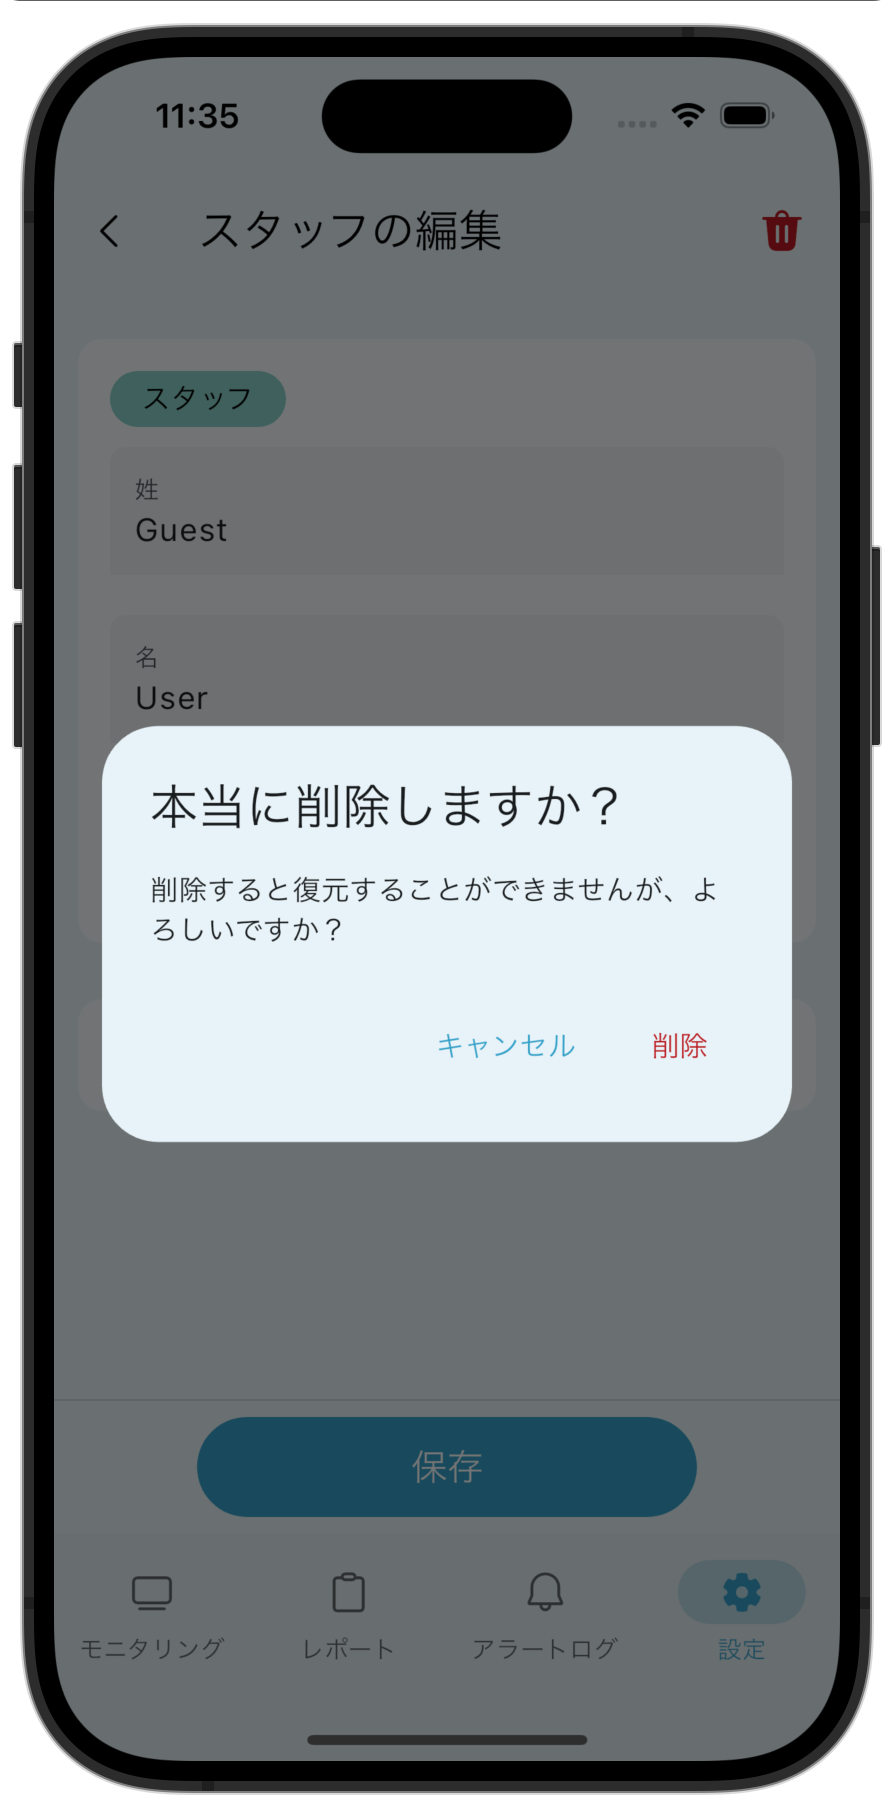 11:35
スタッフの編集
スタッフ
姓
Guest
名
User
本当に削除しますか？
削除すると復元することができませんが、よ
ろしいですか？
キャンセル 削除
保存
モニタリング レポート アラートログ 設定